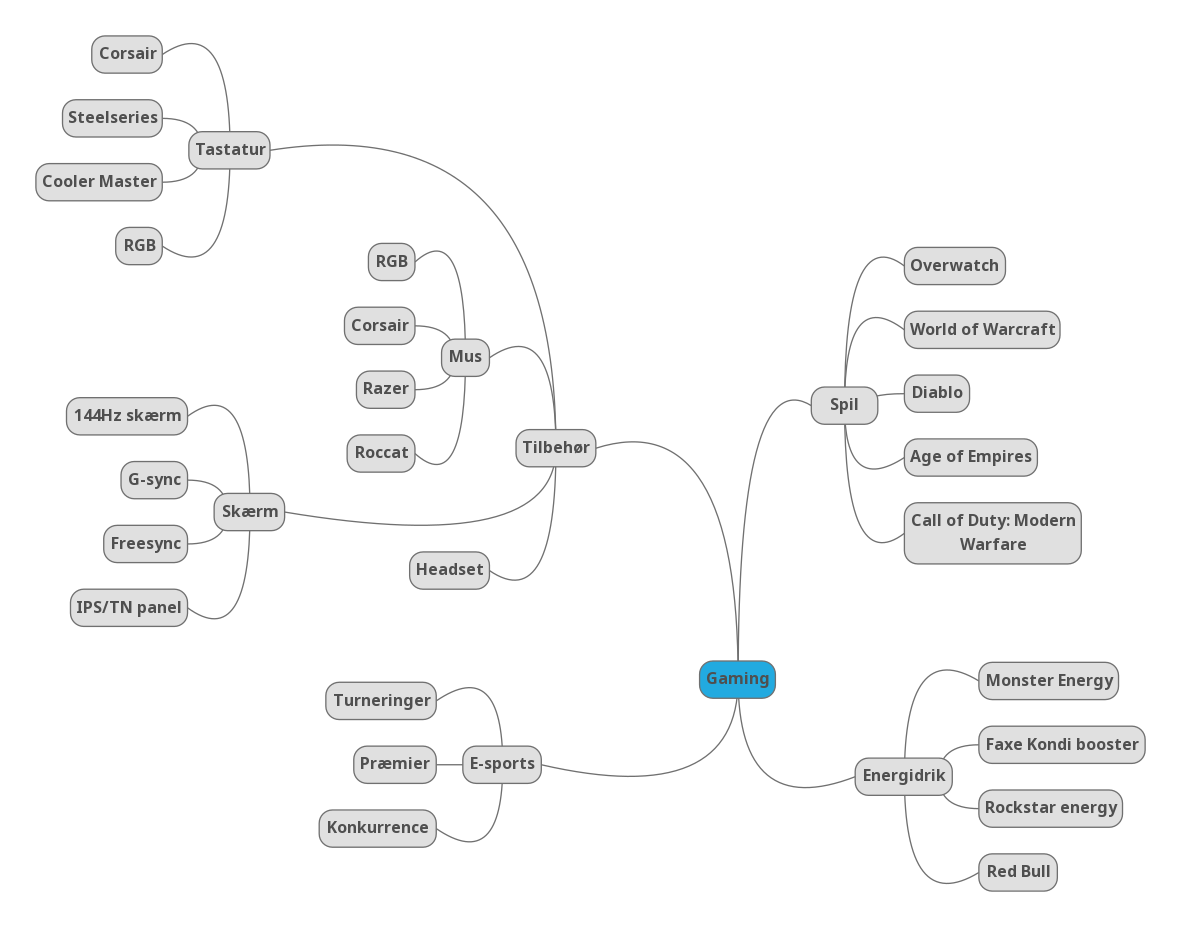 Gaming
Tilbehør
Tastatur
Corsair
Steelseries
Cooler Master
RGB
Mus
RGB
Corsair
Razer
Roccat
Skærm
144Hz skærm
G-sync
Freesync
IPS/TN panel
Headset
E-sports
Turneringer
Præmier
Konkurrence
Spil
Overwatch
World of Warcraft
Diablo
Age of Empires
Call of Duty: Modern
Warfare
Energidrik
Monster Energy
Faxe Kondi booster
Rockstar energy
Red Bull